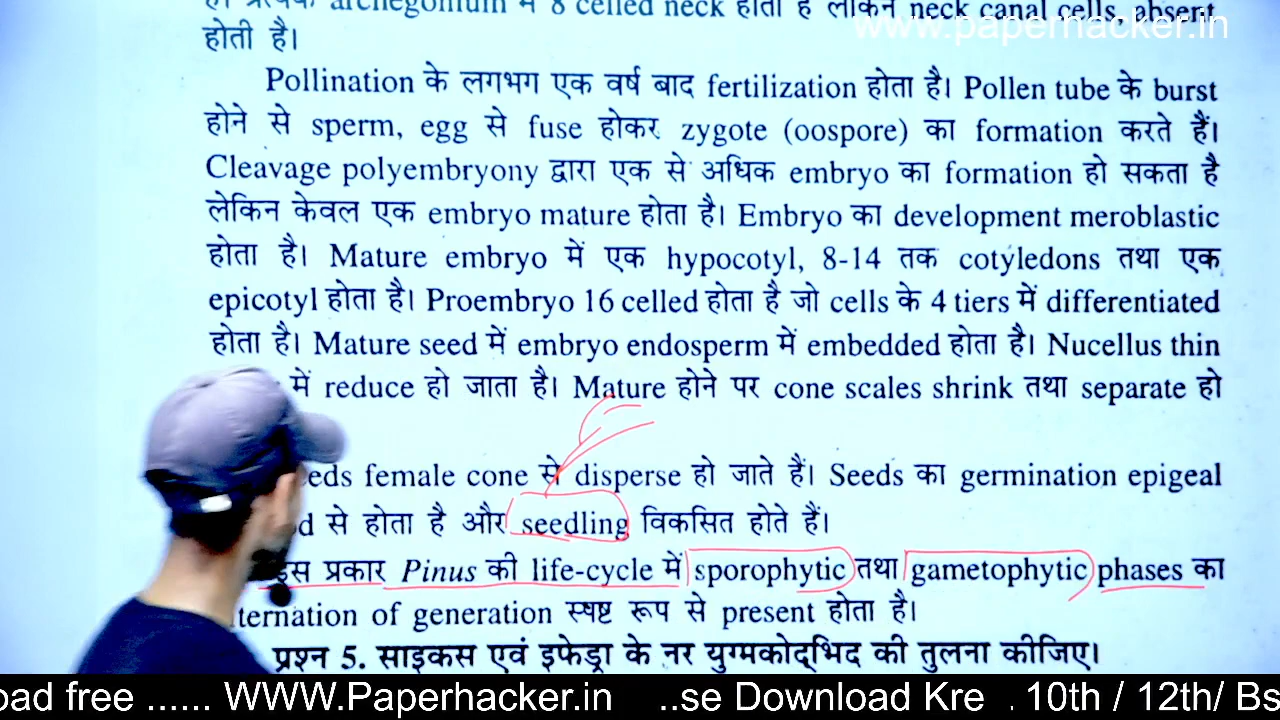 है। प्रत्येक archegonium में 8 celled neck होता है लेकिन neck canal cells, absent
www.paperhacker.in
होती है।
Pollination के लगभग एक वर्ष बाद fertilization होता है। Pollen tube के burst
होने से sperm, egg से fuse होकर zygote (oospore) का formation करते हैं।
Cleavage polyembryony द्वारा एक से अधिक embryo का formation हो सकता है
लेकिन केवल एक embryo mature होता है। Embryo का development meroblastic
होता है। Mature embryo में एक hypocotyl, 8-14 तक cotyledons तथा एक
epicotyl होता है। Proembryo 16 celled होता है जो cells के 4 tiers में differentiated
होता है। Mature seed में embryo endosperm में embedded होता है। Nucellus thin
में reduce हो जाता है। Mature होने पर cone scales shrink तथा separate हो
eeds female cone से disperse हो जाते हैं। Seeds का germination epigeal
d से होता है और seedling विकसित होते हैं।
इस प्रकार Pinus की life-cycle में sporophytic तथा gametophytic phases का
ternation of generation स्पष्ट रूप से present होता है।
प्रश्न 5. साइकस एवं इफेड्रा के नर युग्मकोद्भिद की तुलना कीजिए।
oad free ...... WWW.Paperhacker.in ..se Download Kre . 10th / 12th/ Bs